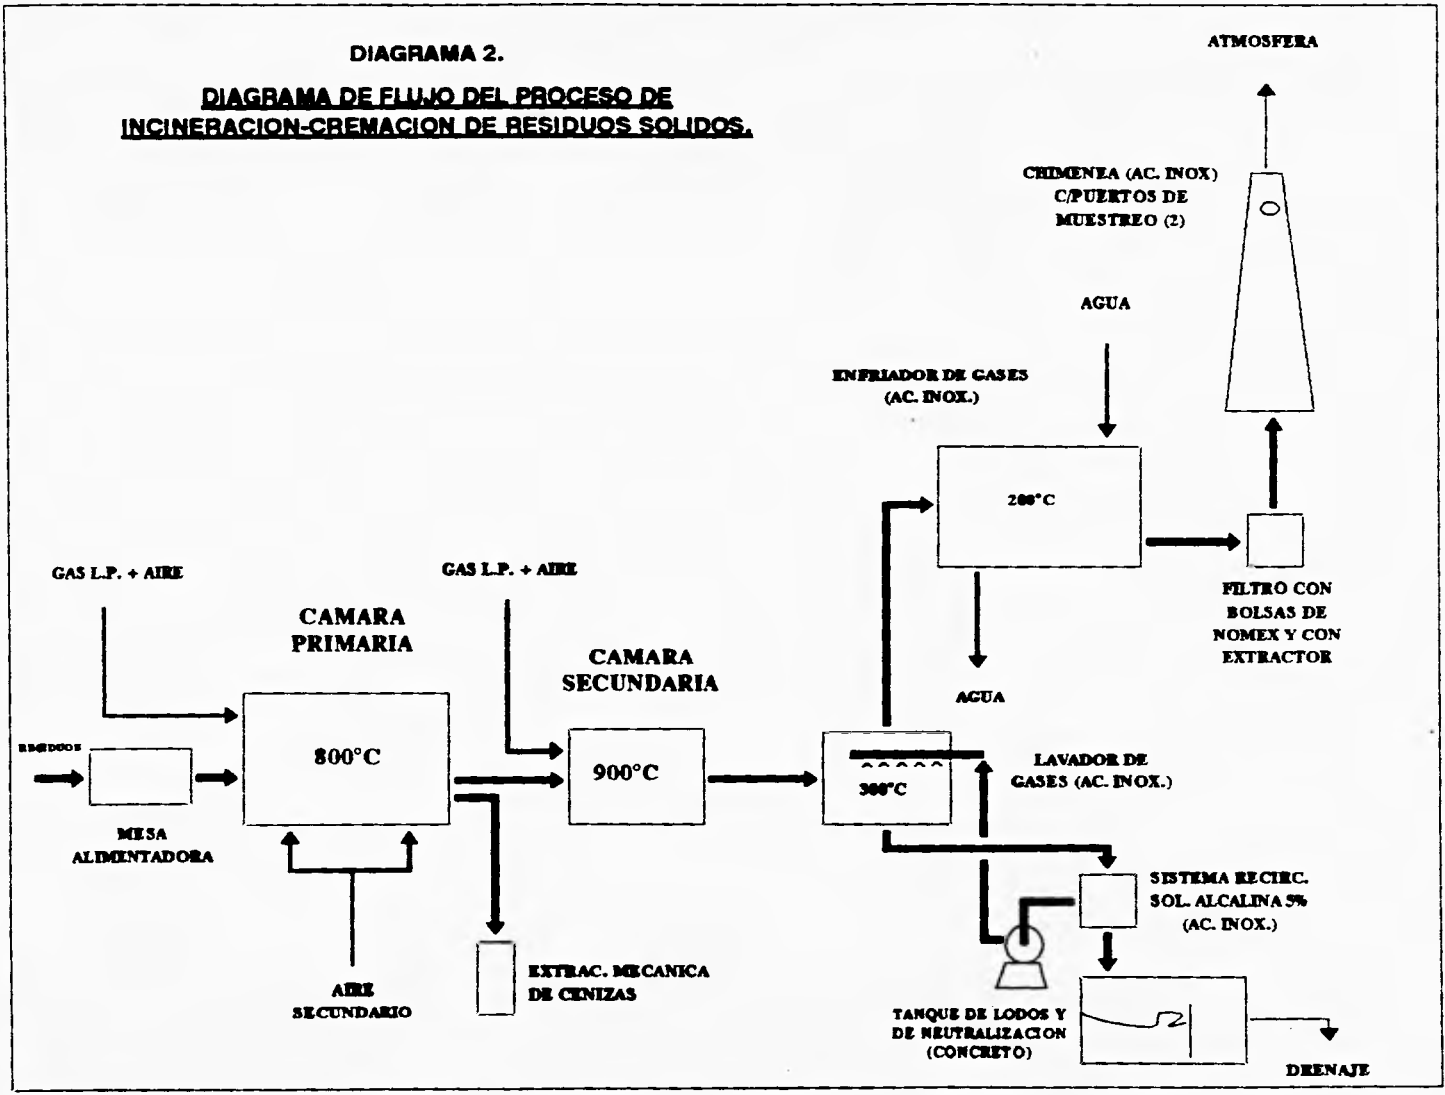 DIAGRAMA 2.
DIAGRAMA DE FLUJO DEL PROCESO DE
INCINERACION-CREMACION DE RESIDUOS SOLIDOS.
ATMOSFERA
CHIMENEA (AC. INOX)
C/PUERTOS DE
MUESTREO (2)
AGUA
ENFRIADOR DE GASES
(AC. INOX.)
200°C
FILTRO CON
BOLSAS DE
NOMEX Y CON
EXTRACTOR
AGUA
GAS L.P. + AIRE
GAS L.P. + AIRE
CAMARA
PRIMARIA
CAMARA
SECUNDARIA
RESIDUOS
800°C
900°C
300°C
LAVADOR DE
GASES (AC. INOX.)
MESA
ALIMENTADORA
SISTEMA RECIRC.
SOL. ALCALINA 5%
(AC. INOX.)
AIRE
SECUNDARIO
EXTRAC. MECANICA
DE CENIZAS
TANQUE DE LODOS Y
DE NEUTRALIZACION
(CONCRETO)
DRENAJE